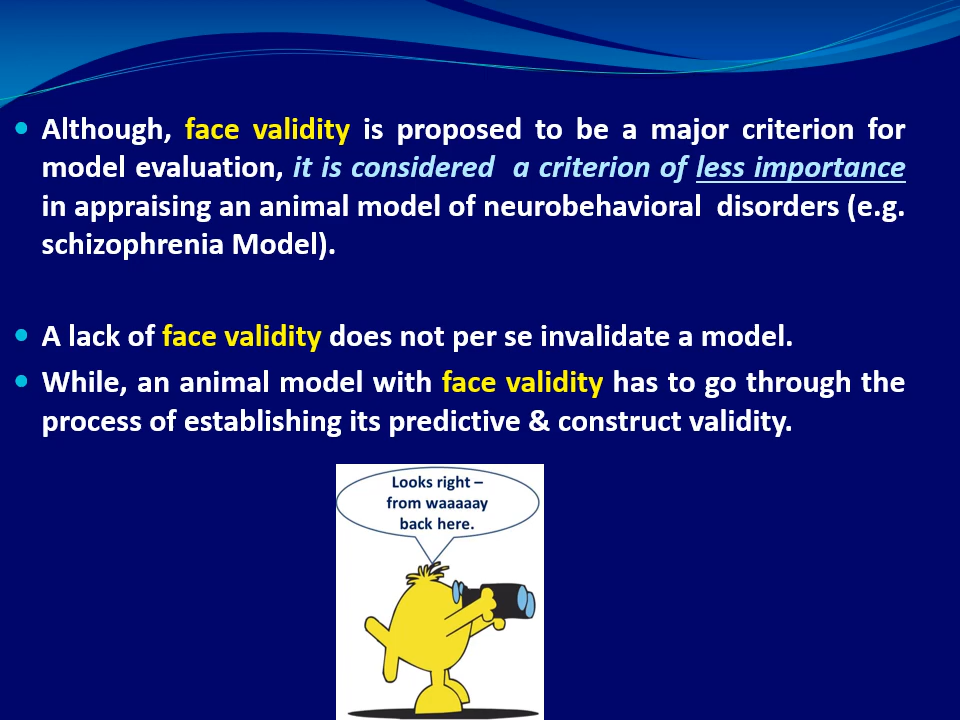 Although, face validity is proposed to be a major criterion for
model evaluation, it is considered a criterion of less importance
in appraising an animal model of neurobehavioral disorders (e.g.
schizophrenia Model).
A lack of face validity does not per se invalidate a model.
While, an animal model with face validity has to go through the
process of establishing its predictive & construct validity.
Looks right –
from waaaaay
back here.